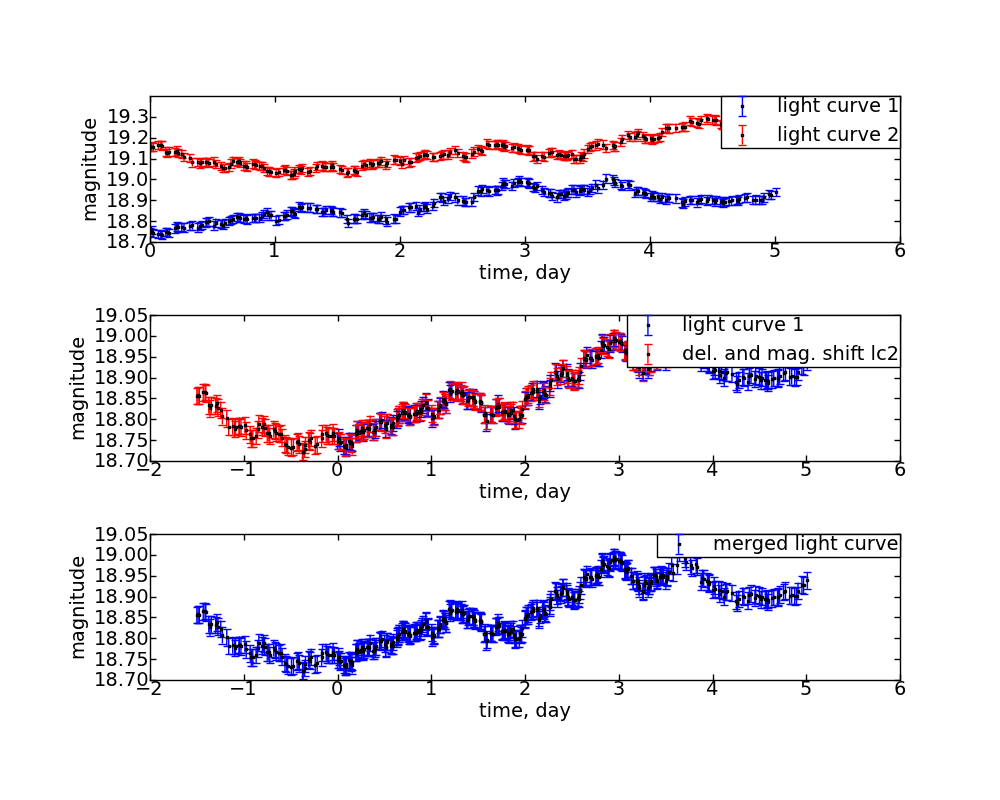 magnitude
19.3
19.2
19.1
19.0
18.9
18.8
18.7
light curve 1
light curve 2
0 1 2 3 4 5 6
time, day
magnitude
19.05
19.00
18.95
18.90
18.85
18.80
18.75
18.70
light curve 1
del. and mag. shift lc2
−2 −1 0 1 2 3 4 5 6
time, day
magnitude
19.05
19.00
18.95
18.90
18.85
18.80
18.75
18.70
merged light curve
−2 −1 0 1 2 3 4 5 6
time, day